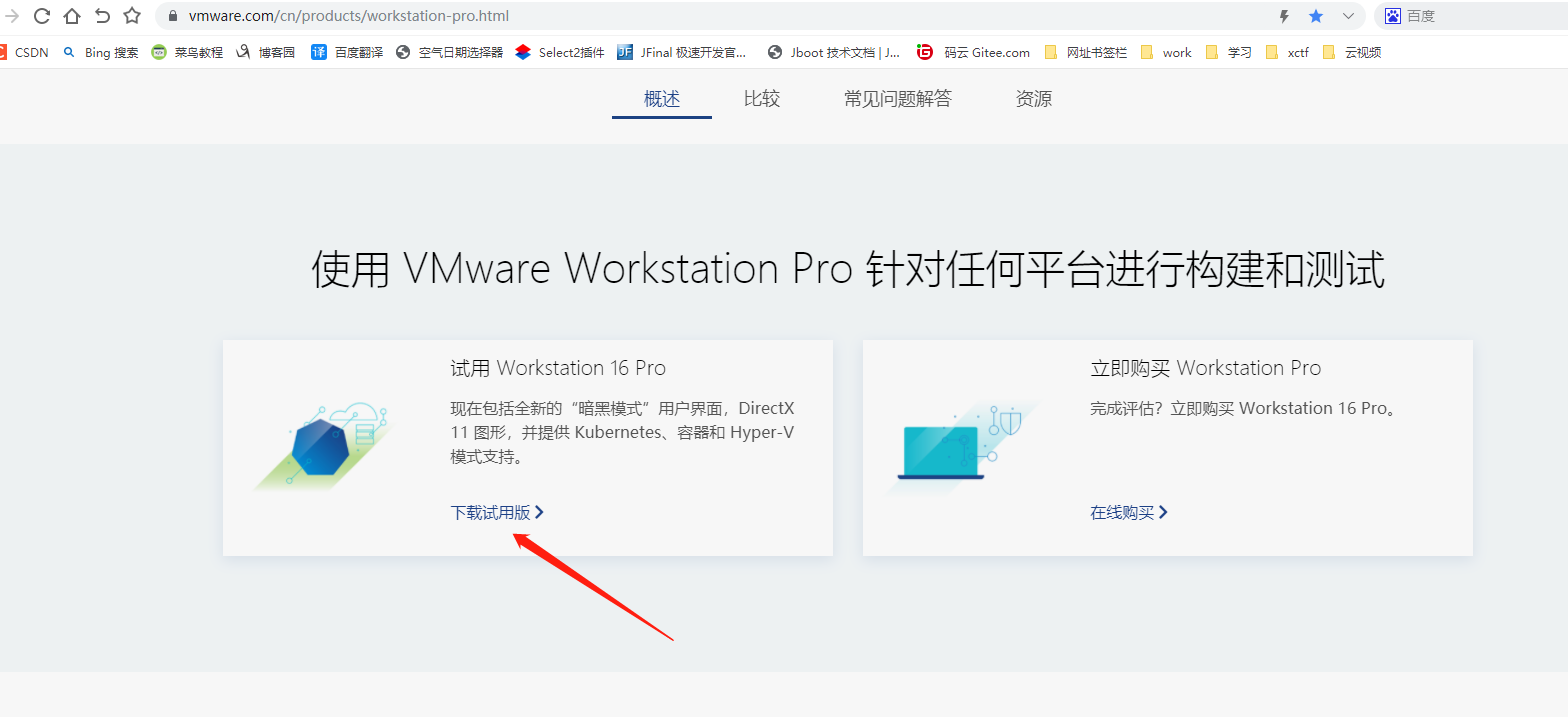 vmware.com/cn/products/workstation-pro.html
百度
CSDN
Bing 搜索
菜鸟教程
博客园
译 百度翻译
空气日期选择器
Select2插件
JF JFinal 极速开发官...
Jboot 技术文档 | J...
码云 Gitee.com
网址书签栏
work
学习
xctf
云视频
概述 比较 常见问题解答 资源
使用 VMware Workstation Pro 针对任何平台进行构建和测试
试用 Workstation 16 Pro
现在包括全新的“暗黑模式”用户界面，DirectX
11 图形，并提供 Kubernetes、容器和 Hyper-V
模式支持。
下载试用版
立即购买 Workstation Pro
完成评估？立即购买 Workstation 16 Pro。
在线购买